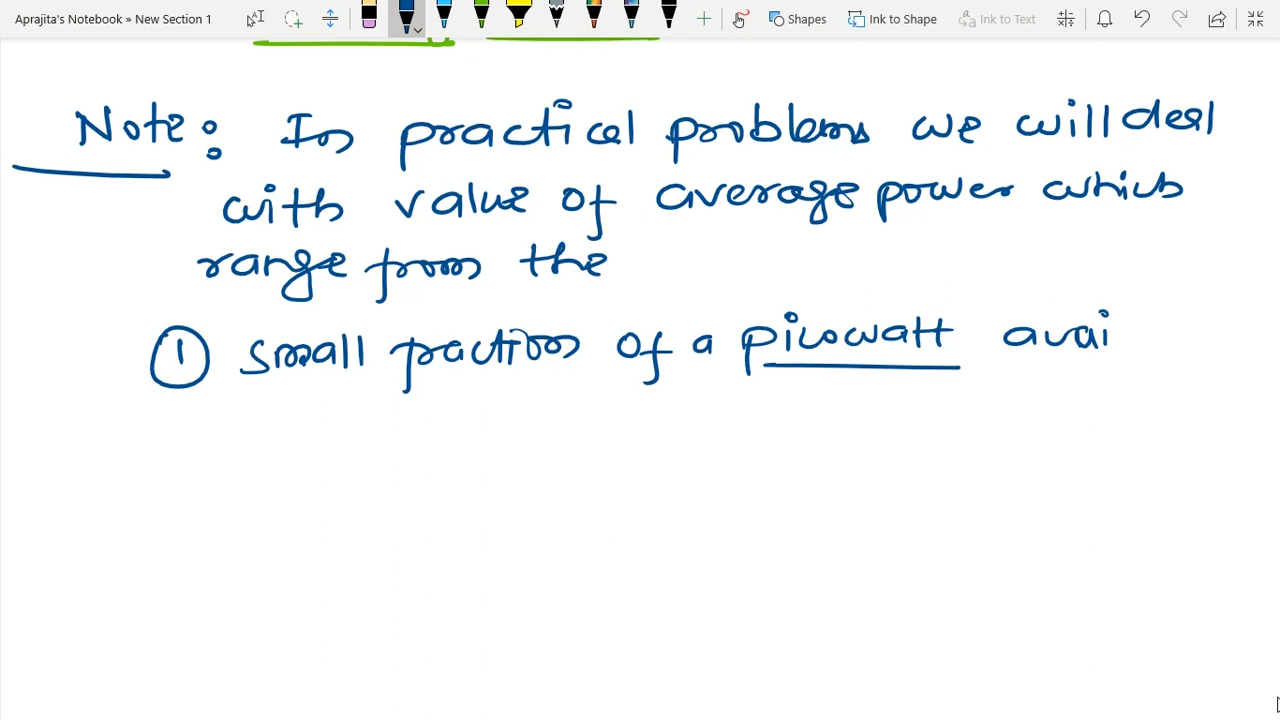 Aprajita's Notebook » New Section 1
Shapes
Ink to Shape
Ink to Text
Note: In practical problems we will deal
with value of average power which
range from the
① small fraction of a picowatt avai